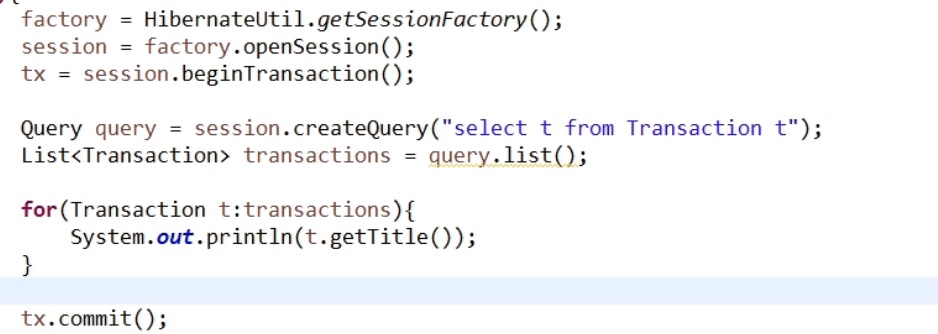 factory = HibernateUtil.getSessionFactory();
session = factory.openSession();
tx = session.beginTransaction();
Query query = session.createQuery("select t from Transaction t");
List<Transaction> transactions = query.list();
for(Transaction t:transactions){
System.out.println(t.getTitle());
}
tx.commit();